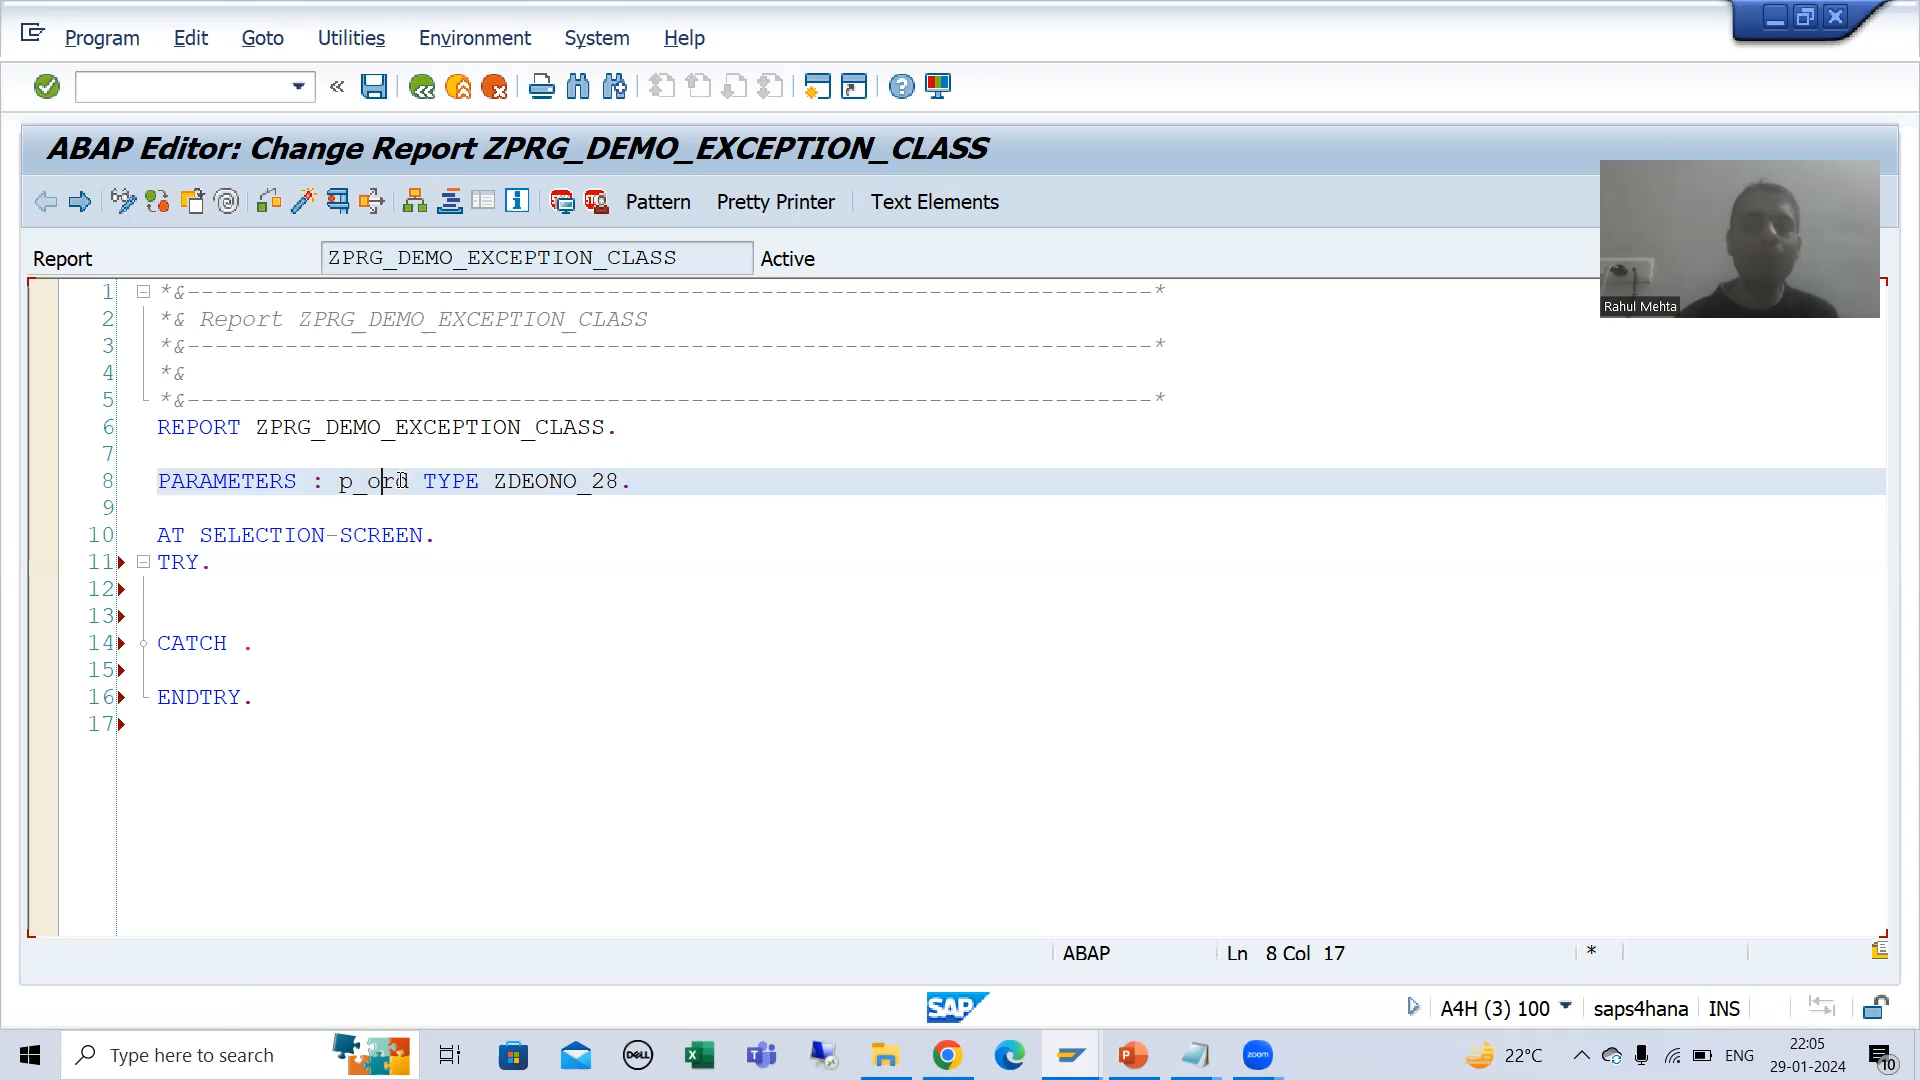 Program Edit Goto Utilities Environment System Help
ABAP Editor: Change Report ZPRG_DEMO_EXCEPTION_CLASS
Pattern Pretty Printer Text Elements
Report ZPRG_DEMO_EXCEPTION_CLASS Active
Rahul Mehta
1 *&---------------------------------------------------------------------*
2 *& Report ZPRG_DEMO_EXCEPTION_CLASS
3 *&---------------------------------------------------------------------*
4 *&
5 *&---------------------------------------------------------------------*
6 REPORT ZPRG_DEMO_EXCEPTION_CLASS.
7
8 PARAMETERS : p_ord TYPE ZDEONO_28.
9
10 AT SELECTION-SCREEN.
11 TRY.
12
13
14 CATCH .
15
16 ENDTRY.
17
ABAP Ln 8 Col 17 *
SAP
A4H (3) 100 saps4hana INS
Type here to search
DELL
zoom
22°C ENG
22:05
29-01-2024
10